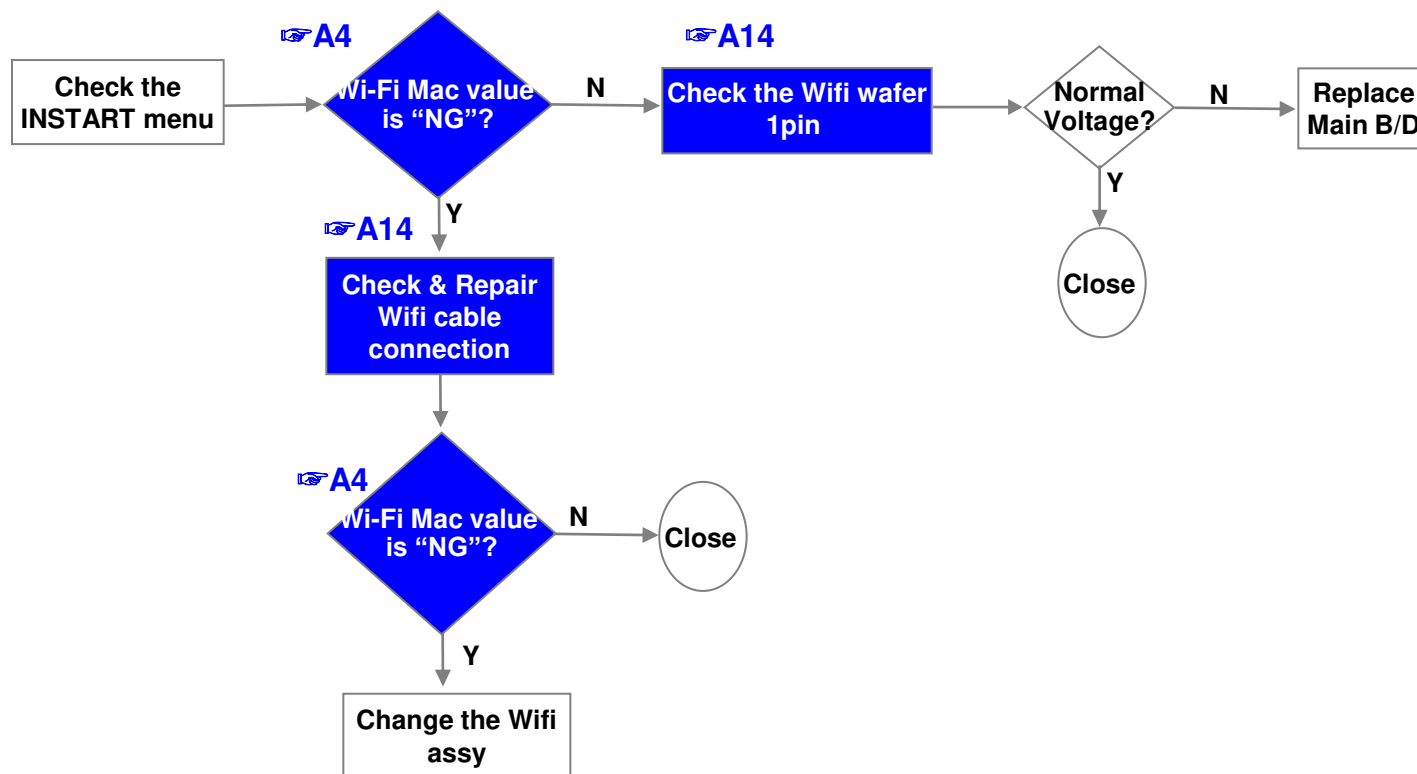 ☞A4
☞A14
Check the
INSTART menu
Wi-Fi Mac value
is “NG”?
N
Check the Wifi wafer
1pin
Normal
Voltage?
N
Replace
Main B/D
Y
Y
☞A14
Close
Check & Repair
Wifi cable
connection
☞A4
Wi-Fi Mac value
is “NG”?
N
Close
Y
Change the Wifi
assy